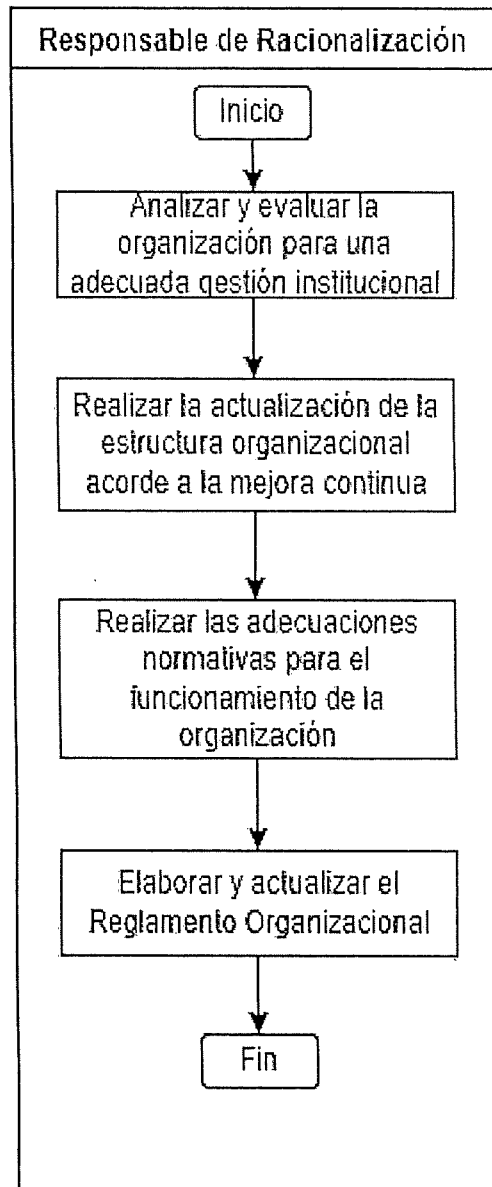 Responsable de Racionalización
Inicio
Analizar y evaluar la
organización para una
adecuada gestión institucional
Realizar la actualización de la
estructura organizacional
acorde a la mejora continua
Realizar las adecuaciones
normativas para el
funcionamiento de la
organización
Elaborar y actualizar el
Reglamento Organizacional
Fin